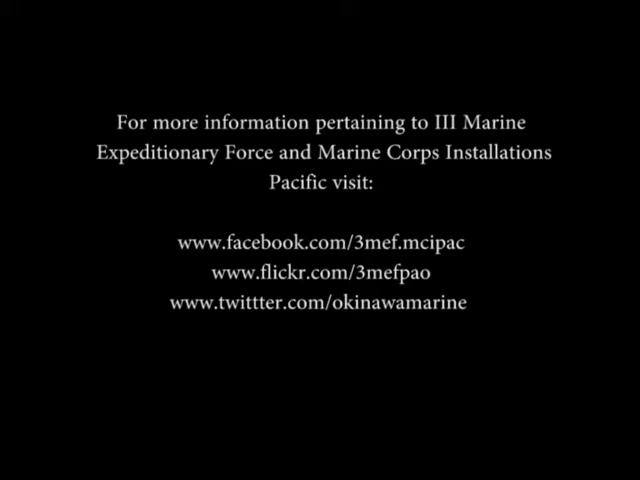 For more information pertaining to III Marine
Expeditionary Force and Marine Corps Installations
Pacific visit:
www.facebook.com/3mef.mcipac
www.flickr.com/3mefpao
www.twittter.com/okinawamarine